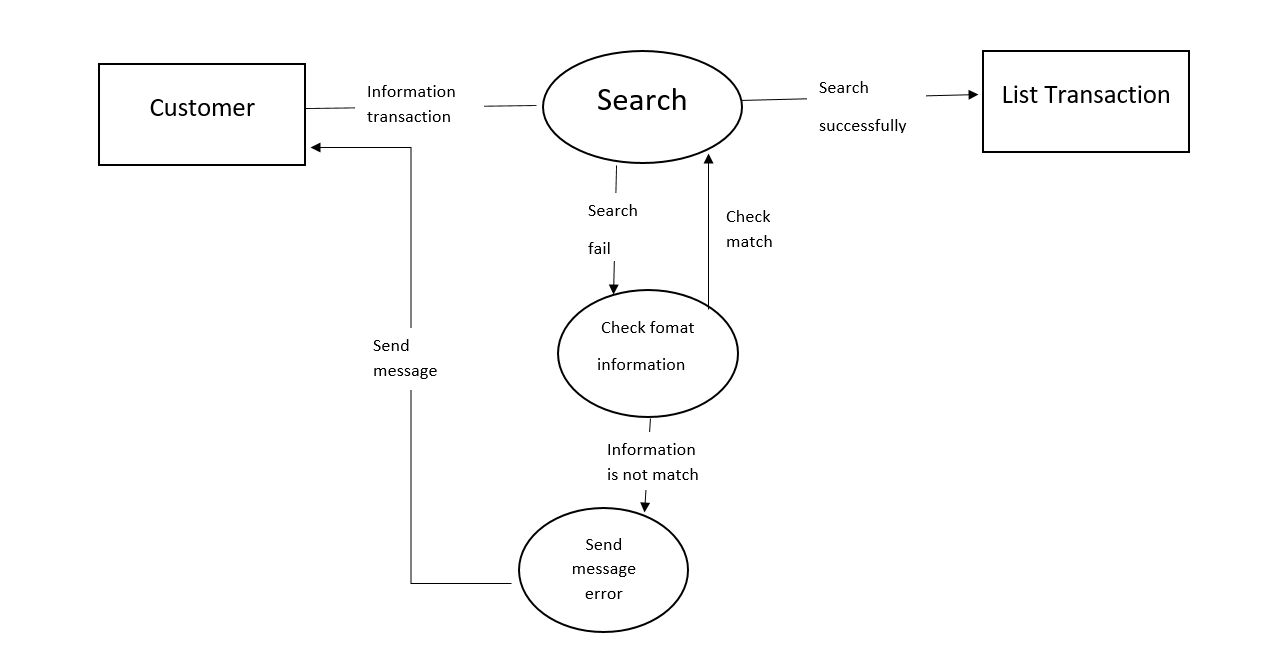 Customer
Information
transaction
Search
Search
successfully
List Transaction
Search
fail
Check
match
Check fomat
information
Send
message
Information
is not match
Send
message
error